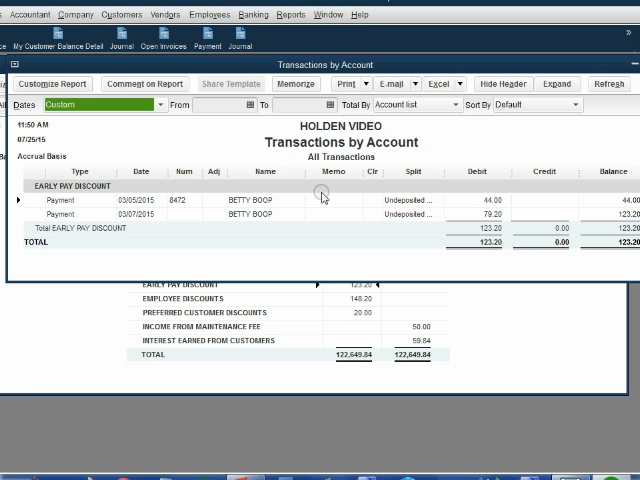 Accountant Company Customers Vendors Employees Banking Reports Window Help
My Customer Balance Detail Journal Open Invoices Payment Journal »
Transactions by Account
Customize Report Comment on Report Share Template Memorize Print E-mail Excel Hide Header Expand Refresh
Dates Custom From To Total By Account list Sort By Default
11:50 AM HOLDEN VIDEO
07/25/15 Transactions by Account
Accrual Basis All Transactions
Type Date Num Adj Name Memo Clr Split Debit Credit Balance
EARLY PAY DISCOUNT
Payment 03/05/2015 8472 BETTY BOOP Undeposited ... 44.00 44.00
Payment 03/07/2015 BETTY BOOP Undeposited ... 79.20 123.20
Total EARLY PAY DISCOUNT 123.20 0.00 123.20
TOTAL 123.20 0.00 123.20
EARLY PAY DISCOUNT 123.20
EMPLOYEE DISCOUNTS 148.20
PREFERRED CUSTOMER DISCOUNTS 20.00
INCOME FROM MAINTENANCE FEE 50.00
INTEREST EARNED FROM CUSTOMERS 59.84
TOTAL 122,649.84 122,649.84